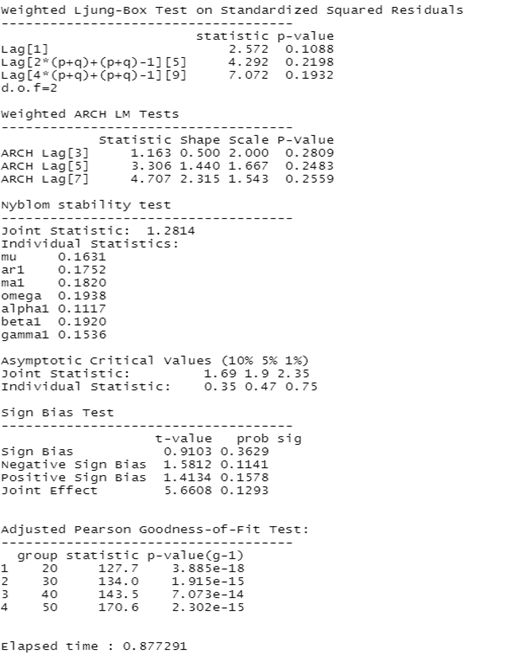 Weighted Ljung-Box Test on Standardized Squared Residuals
------------------------------------
statistic p-value
Lag[1] 2.572 0.1088
Lag[2*(p+q)+(p+q)-1][5] 4.292 0.2198
Lag[4*(p+q)+(p+q)-1][9] 7.072 0.1932
d.o.f=2
Weighted ARCH LM Tests
------------------------------------
Statistic Shape Scale P-Value
ARCH Lag[3] 1.163 0.500 2.000 0.2809
ARCH Lag[5] 3.306 1.440 1.667 0.2483
ARCH Lag[7] 4.707 2.315 1.543 0.2559
Nyblom stability test
------------------------------------
Joint Statistic: 1.2814
Individual Statistics:
mu 0.1631
ar1 0.1752
ma1 0.1820
omega 0.1938
alpha1 0.1117
beta1 0.1920
gamma1 0.1536
Asymptotic Critical Values (10% 5% 1%)
Joint Statistic: 1.69 1.9 2.35
Individual Statistic: 0.35 0.47 0.75
Sign Bias Test
------------------------------------
t-value prob sig
Sign Bias 0.9103 0.3629
Negative Sign Bias 1.5812 0.1141
Positive Sign Bias 1.4134 0.1578
Joint Effect 5.6608 0.1293
Adjusted Pearson Goodness-of-Fit Test:
------------------------------------
group statistic p-value(g-1)
1 20 127.7 3.885e-18
2 30 134.0 1.915e-15
3 40 143.5 7.073e-14
4 50 170.6 2.302e-15
Elapsed time : 0.877291